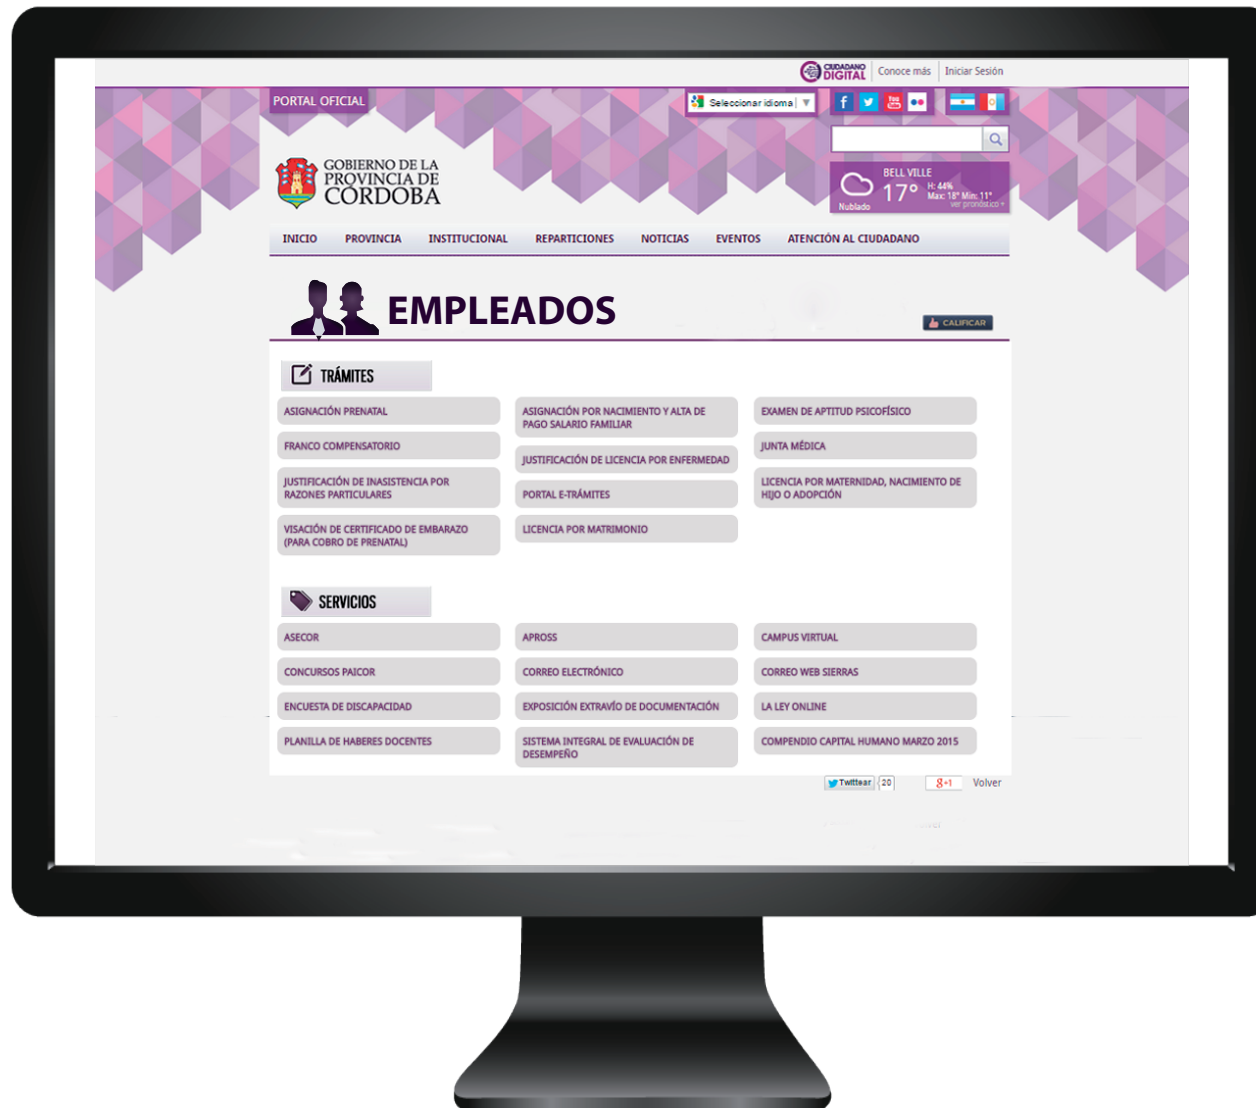 CIUDADANO
DIGITAL
Conoce más
Iniciar Sesión
PORTAL OFICIAL
Seleccionar idioma
f
You
GOBIERNO DE LA
PROVINCIA DE
CÓRDOBA
BELL VILLE
17°
H: 44%
Max: 18° Min: 11°
Nublado
ver pronóstico +
INICIO PROVINCIA INSTITUCIONAL REPARTICIONES NOTICIAS EVENTOS ATENCIÓN AL CIUDADANO
EMPLEADOS
CALIFICAR
TRÁMITES
ASIGNACIÓN PRENATAL
FRANCO COMPENSATORIO
JUSTIFICACIÓN DE INASISTENCIA POR
RAZONES PARTICULARES
VISACIÓN DE CERTIFICADO DE EMBARAZO
(PARA COBRO DE PRENATAL)
ASIGNACIÓN POR NACIMIENTO Y ALTA DE
PAGO SALARIO FAMILIAR
JUSTIFICACIÓN DE LICENCIA POR ENFERMEDAD
PORTAL E-TRÁMITES
LICENCIA POR MATRIMONIO
EXAMEN DE APTITUD PSICOFÍSICO
JUNTA MÉDICA
LICENCIA POR MATERNIDAD, NACIMIENTO DE
HIJO O ADOPCIÓN
SERVICIOS
ASECOR
CONCURSOS PAICOR
ENCUESTA DE DISCAPACIDAD
PLANILLA DE HABERES DOCENTES
APROSS
CORREO ELECTRÓNICO
EXPOSICIÓN EXTRAVÍO DE DOCUMENTACIÓN
SISTEMA INTEGRAL DE EVALUACIÓN DE
DESEMPEÑO
CAMPUS VIRTUAL
CORREO WEB SIERRAS
LA LEY ONLINE
COMPENDIO CAPITAL HUMANO MARZO 2015
Twittear 20
g+1
Volver